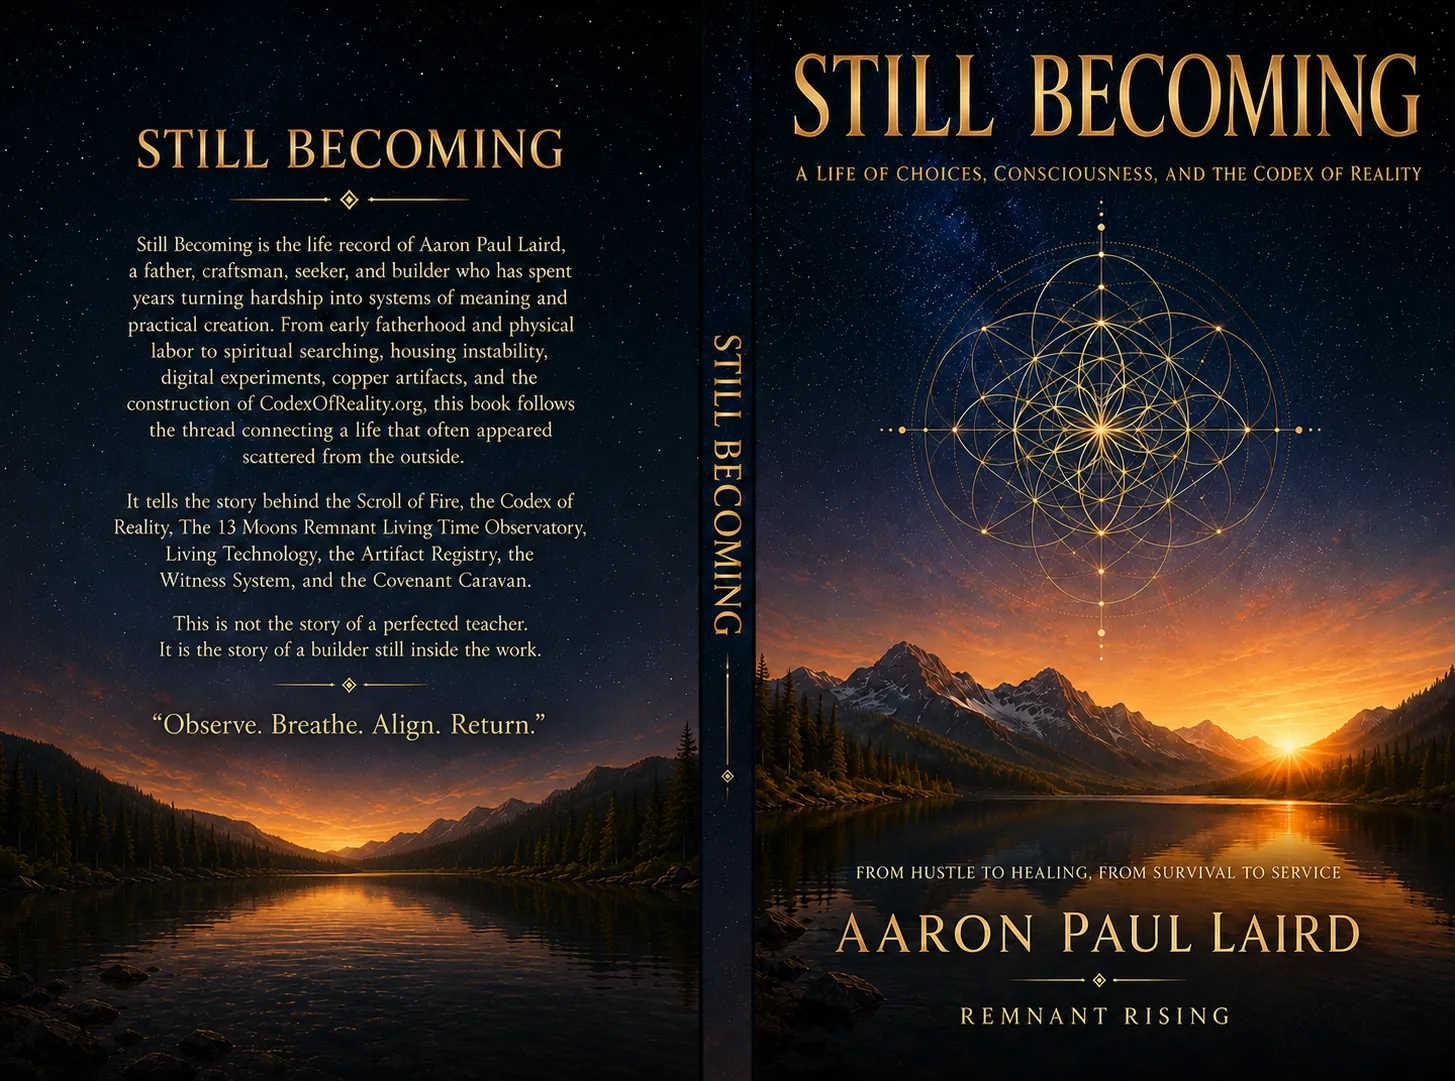 STILL BECOMING
Still Becoming is the life record of Aaron Paul Laird,
a father, craftsman, seeker, and builder who has spent
years turning hardship into systems of meaning and
practical creation. From early fatherhood and physical
labor to spiritual searching, housing instability,
digital experiments, copper artifacts, and the
construction of CodexOfReality.org, this book follows
the thread connecting a life that often appeared
scattered from the outside.
It tells the story behind the Scroll of Fire, the Codex of
Reality, The 13 Moons Remnant Living Time Observatory,
Living Technology, the Artifact Registry, the
Witness System, and the Covenant Caravan.
This is not the story of a perfected teacher.
It is the story of a builder still inside the work.
“Observe. Breathe. Align. Return.”
STILL BECOMING
STILL BECOMING
A Life of Choices, Consciousness, and the Codex of Reality
FROM HUSTLE TO HEALING, FROM SURVIVAL TO SERVICE
AARON PAUL LAIRD
REMNANT RISING